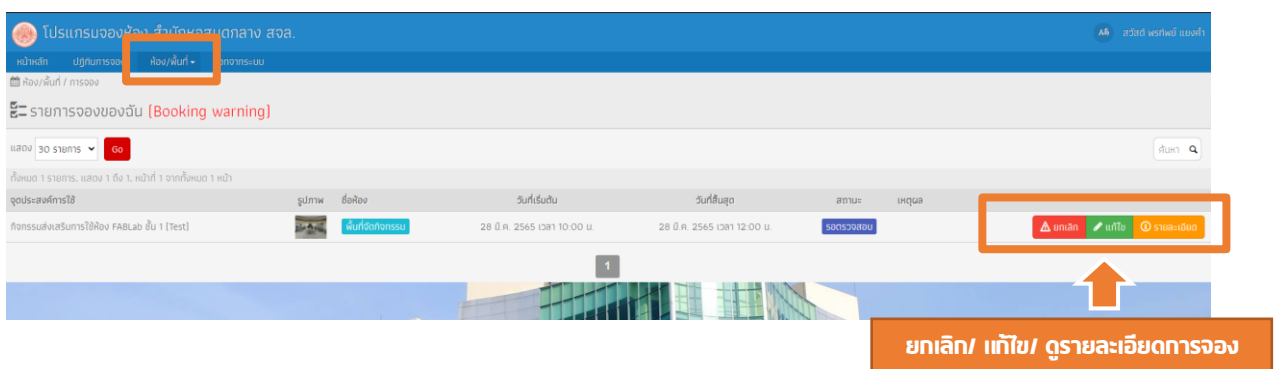 โปรแกรมจองห้อง สำนักหอสมุดกลาง สจล.
สวัสดี พรทิพย์ แยงคำ
หน้าหลัก ปฏิทินการจอง ห้อง/พื้นที่ ออกจากระบบ
ห้อง/พื้นที่ / การจอง
รายการจองของฉัน [Booking warning]
แสดง 30 รายการ Go ค้นหา
ทั้งหมด 1 รายการ, แสดง 1 ถึง 1, หน้าที่ 1 จากทั้งหมด 1 หน้า
จุดประสงค์การใช้ รูปภาพ ชื่อห้อง วันที่เริ่มต้น วันที่สิ้นสุด สถานะ เหตุผล
กิจกรรมส่งเสริมการใช้ห้อง FABLab ชั้น 1 [Test] พื้นที่จัดกิจกรรม 28 มี.ค. 2565 เวลา 10:00 น. 28 มี.ค. 2565 เวลา 12:00 น. รอตรวจสอบ ยกเลิก แก้ไข รายละเอียด
1
ยกเลิก/ แก้ไข/ ดูรายละเอียดการจอง